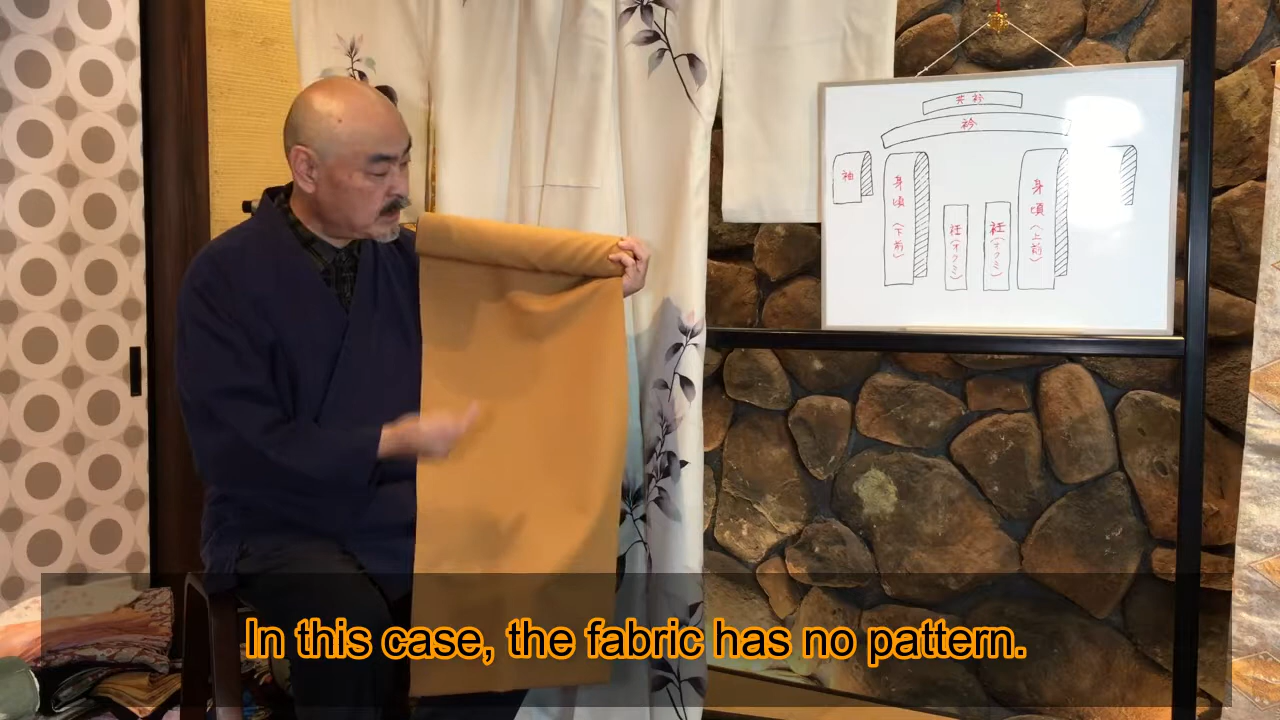 共衿
衿
袖
身頃(下前)
衽(オクミ)
衽(オクミ)
身頃(上前)
In this case, the fabric has no pattern.